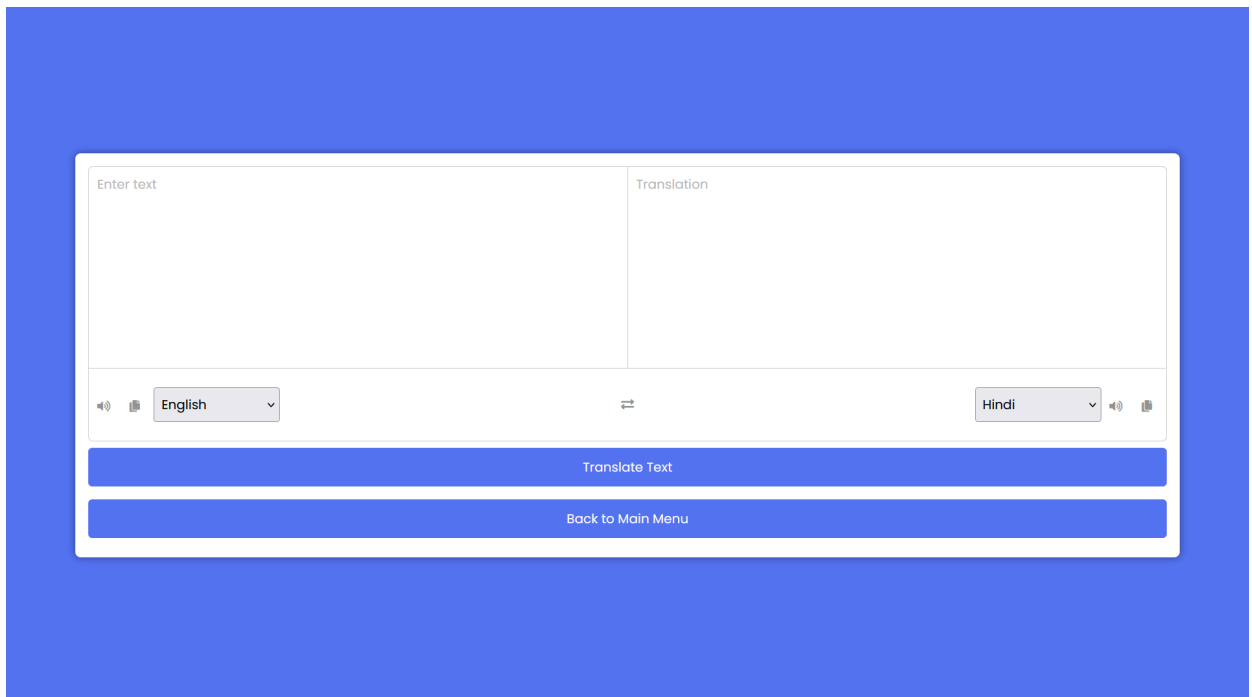 Enter text
Translation
English
Hindi
Translate Text
Back to Main Menu